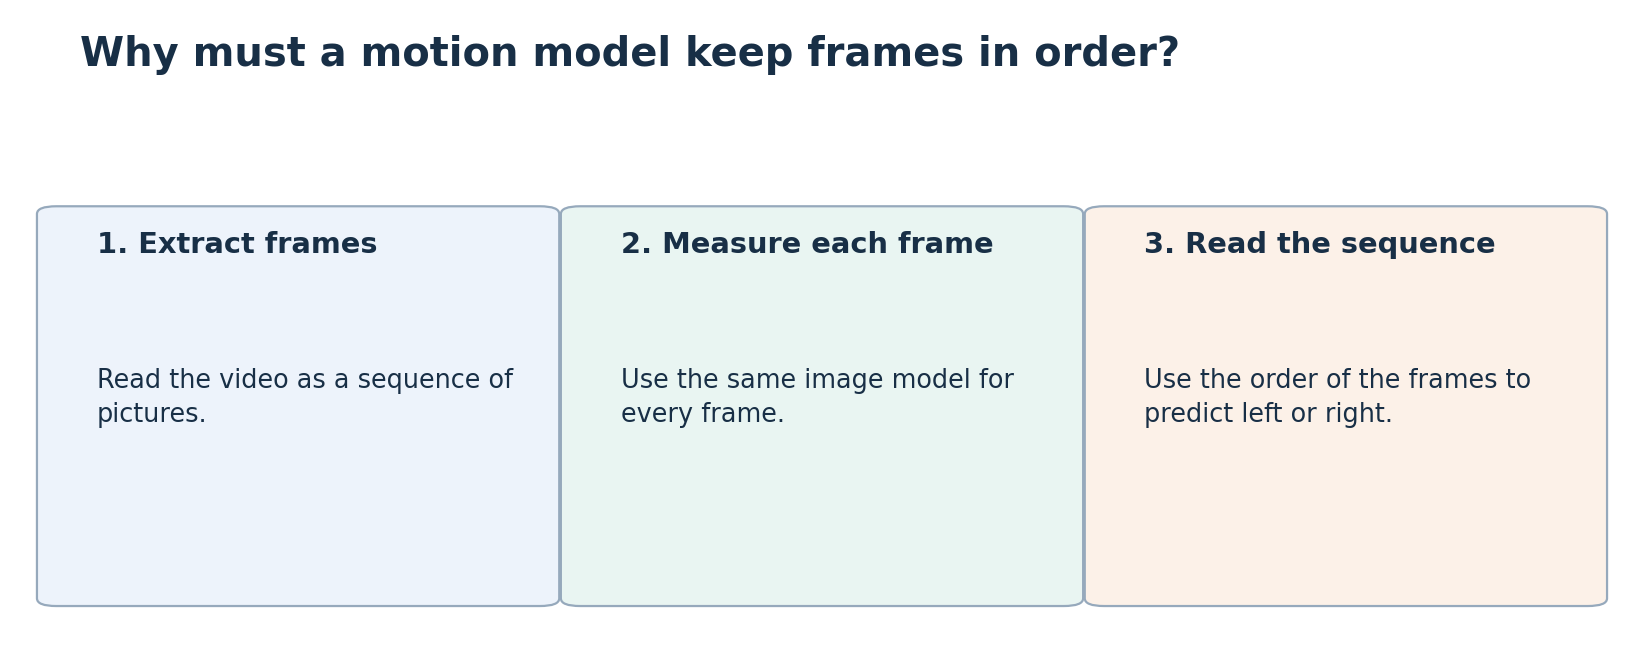 Why must a motion model keep frames in order?
1. Extract frames
Read the video as a sequence of
pictures.
2. Measure each frame
Use the same image model for
every frame.
3. Read the sequence
Use the order of the frames to
predict left or right.